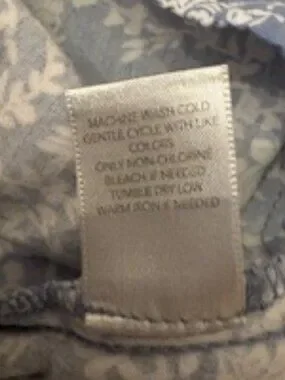 MACHINE WASH COLD
GENTLE CYCLE WITH LIKE
COLORS
ONLY NON-CHLORINE
BLEACH IF NEEDED
TUMBLE DRY LOW
WARM IRON IF NEEDED